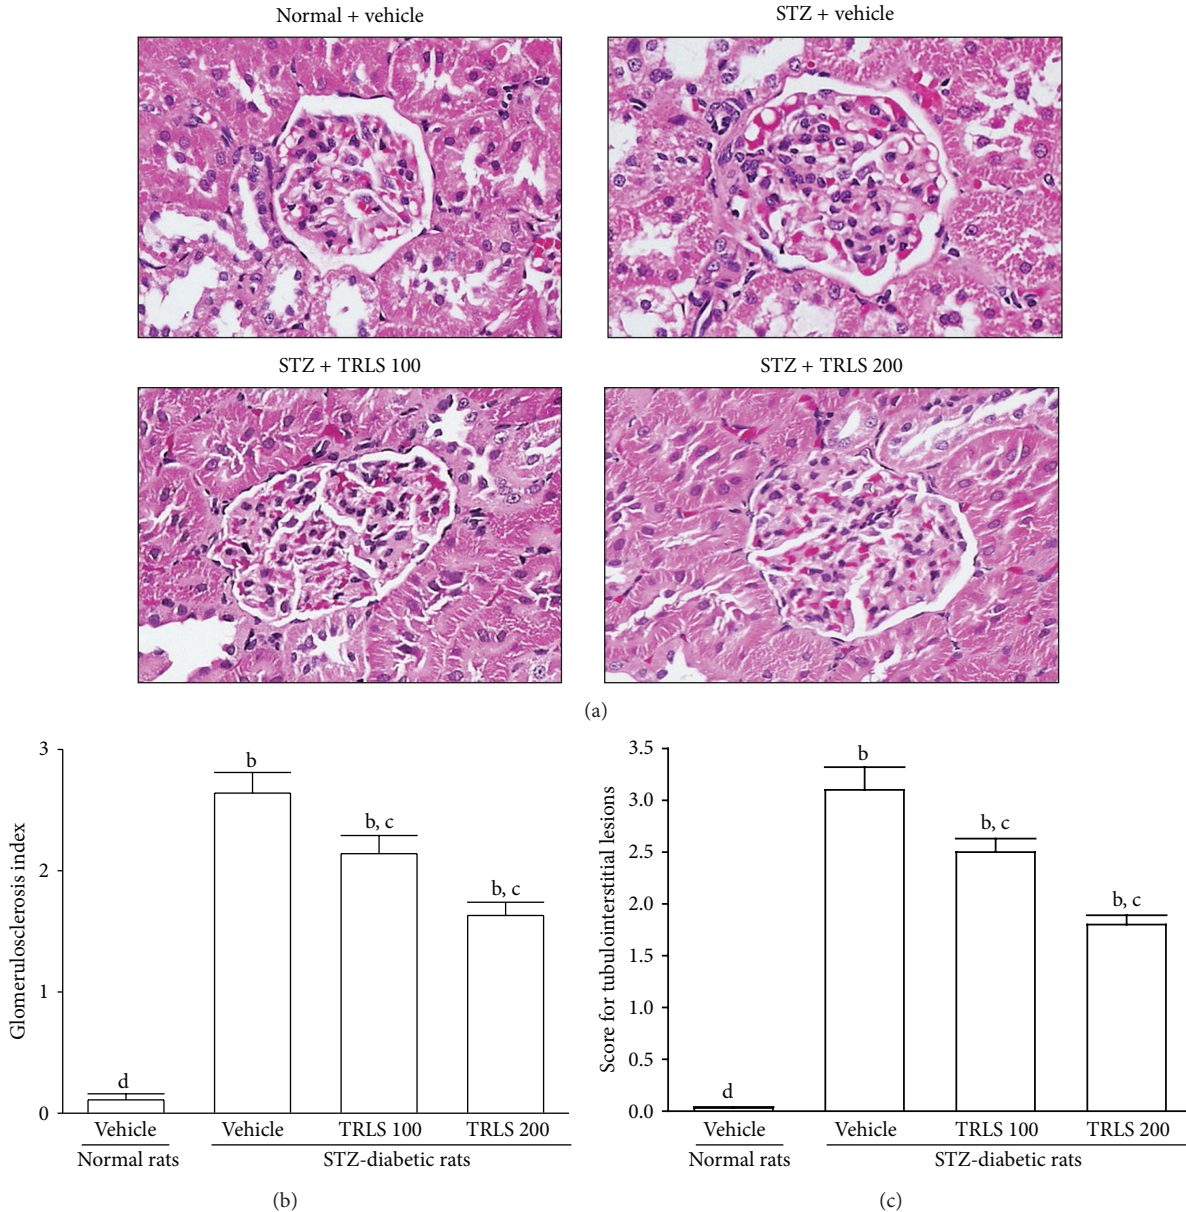 Normal + vehicle
STZ + vehicle
STZ + TRLS 100
STZ + TRLS 200
(a)
Glomerulosclerosis index
3
2
1
0
d
b
b, c
b, c
Vehicle
Vehicle
TRLS 100
TRLS 200
Normal rats
STZ-diabetic rats
(b)
Score for tubulointerstitial lesions
3.5
3.0
2.5
2.0
1.5
1.0
0.5
0.0
d
b
b, c
b, c
Vehicle
Vehicle
TRLS 100
TRLS 200
Normal rats
STZ-diabetic rats
(c)